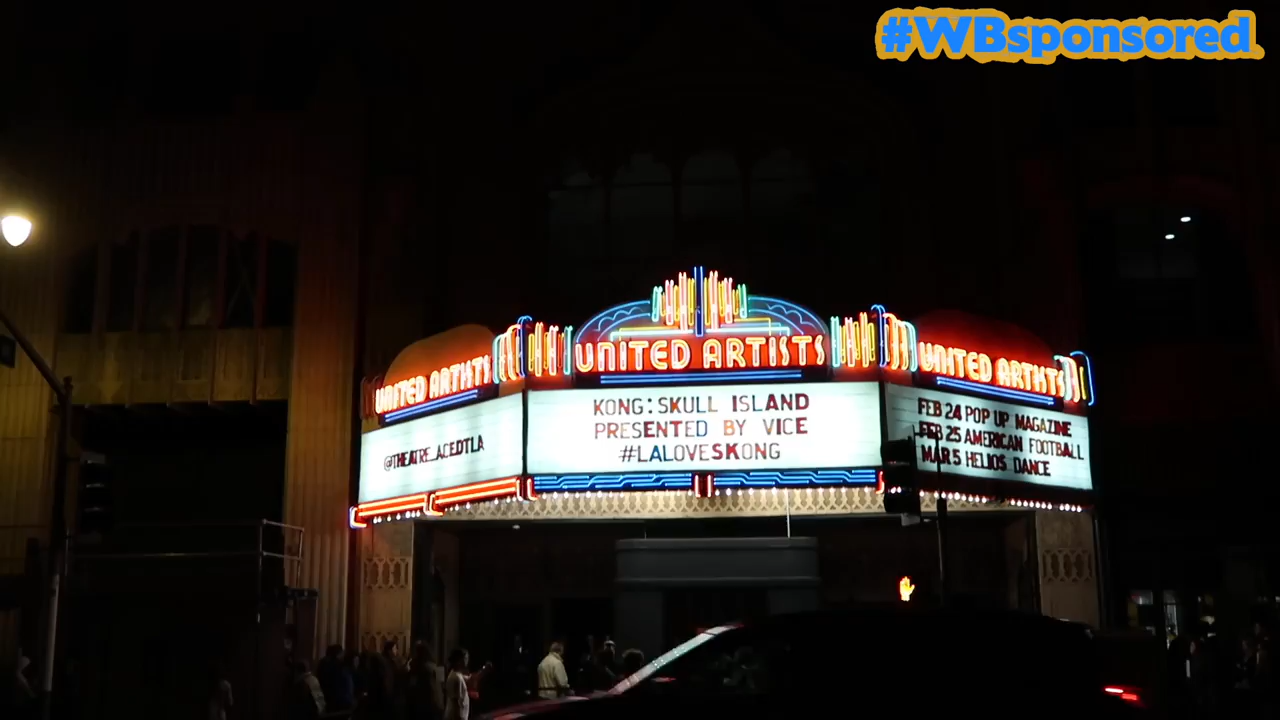 #WBsponsored
UNITED ARTISTS
UNITED ARTISTS
UNITED ARTISTS
@THEATRE_ACEDTLA
KONG: SKULL ISLAND
PRESENTED BY VICE
#LALOVESKONG
FEB 24 POP UP MAGAZINE
FEB 25 AMERICAN FOOTBALL
MAR 5 HELIOS DANCE